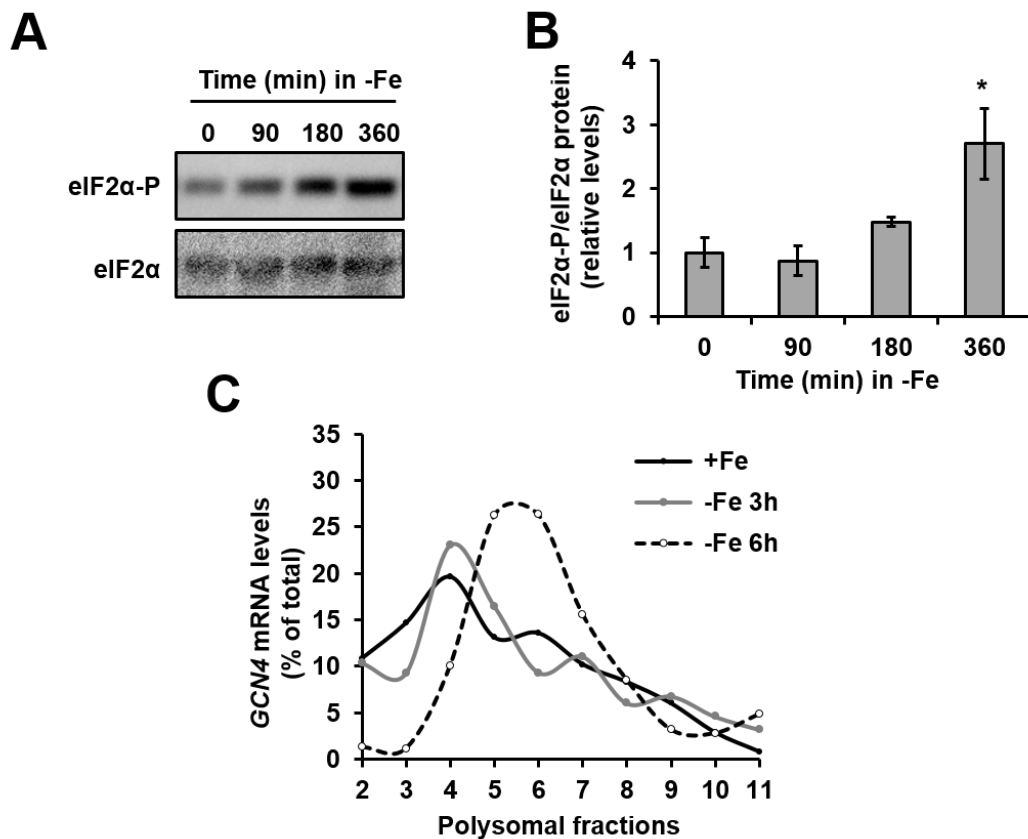 A
Time (min) in -Fe
0 90 180 360
eIF2α-P
eIF2α
B
eIF2α-P/eIF2α protein
(relative levels)
4
3
2
1
0
*
0 90 180 360
Time (min) in -Fe
C
GCN4 mRNA levels
(% of total)
35
30
25
20
15
10
5
0
+Fe
-Fe 3h
-Fe 6h
2 3 4 5 6 7 8 9 10 11
Polysomal fractions